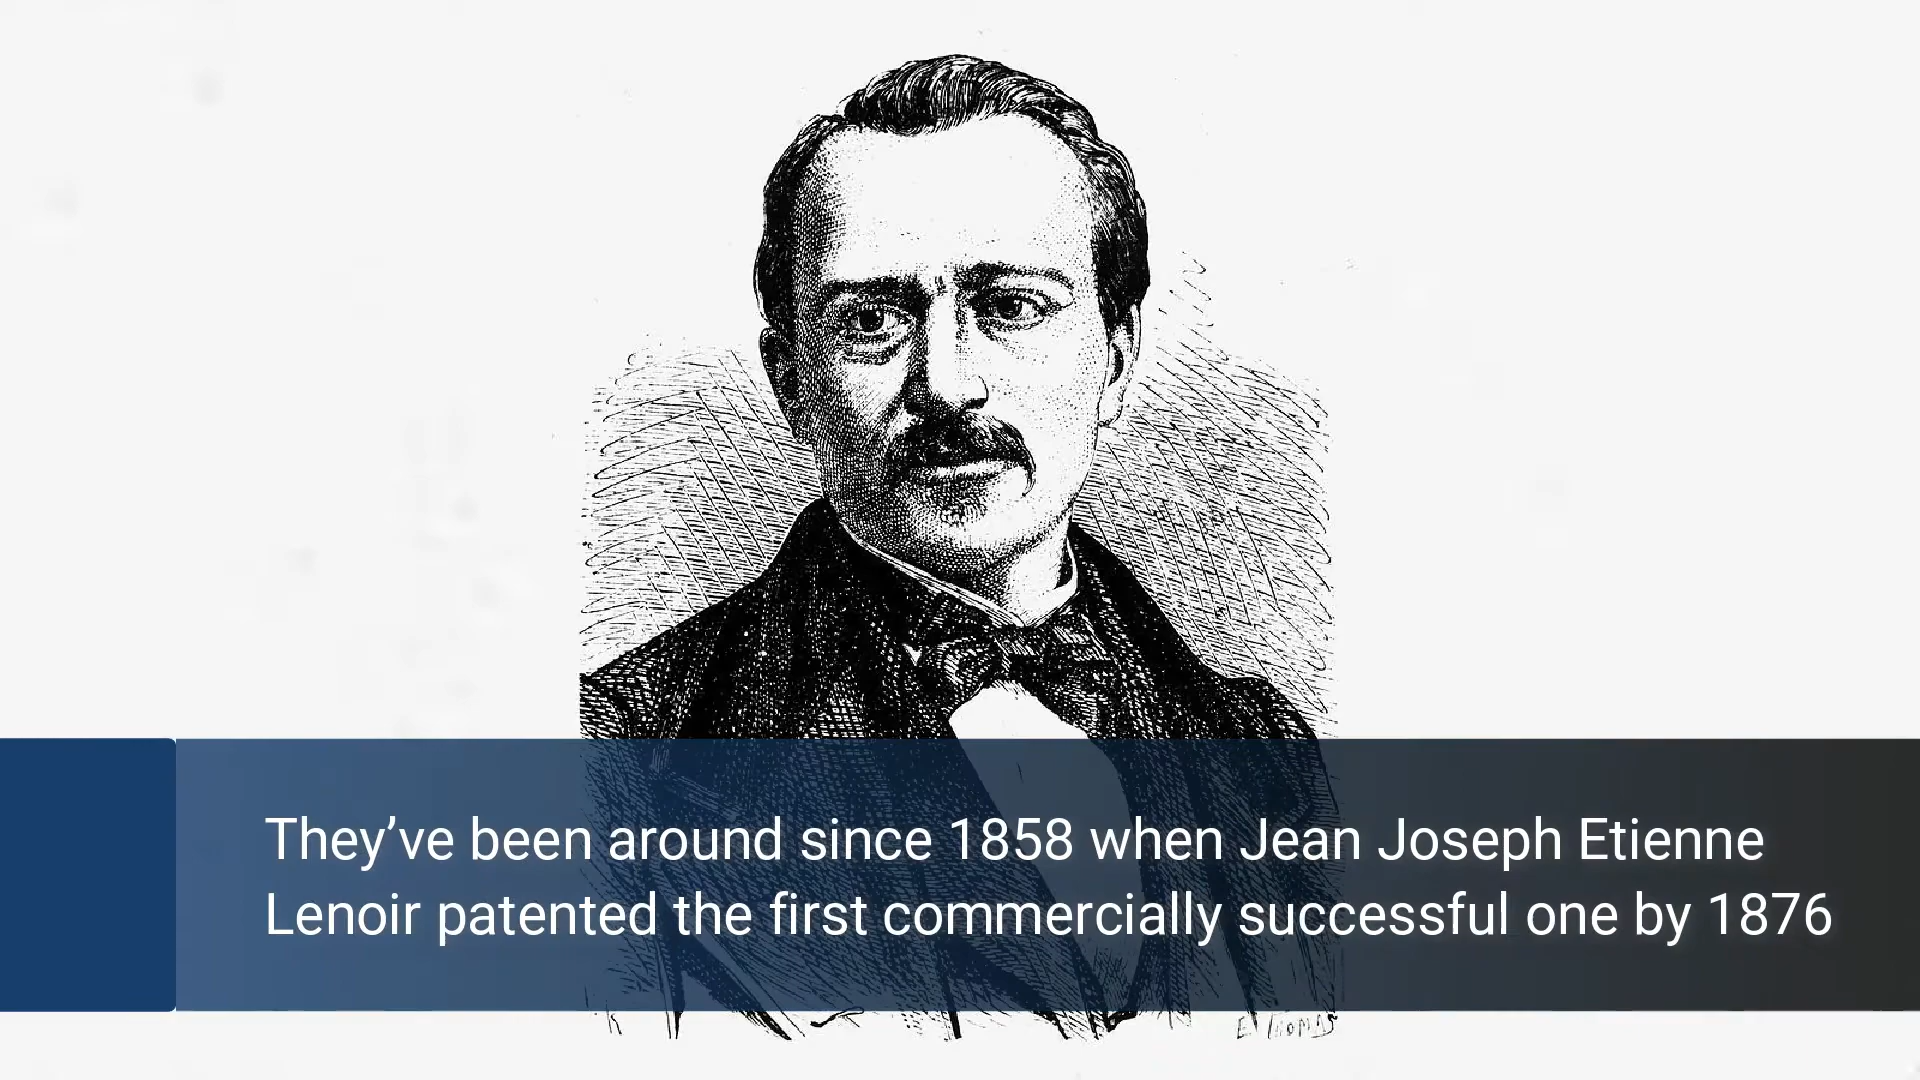 They’ve been around since 1858 when Jean Joseph Etienne
Lenoir patented the first commercially successful one by 1876
E THOMAS